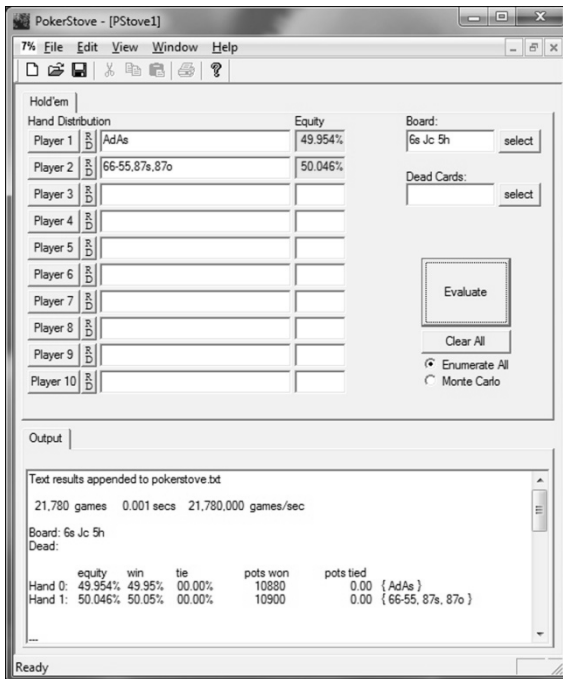 PokerStove - [PStove1]
7% File Edit View Window Help
Hold'em
Hand Distribution Equity Board:
Player 1 R D AdAs 49.954% 6s Jc 5h select
Player 2 R D 66-55,87s,87o 50.046%
Dead Cards:
Player 3 R D select
Player 4 R D
Player 5 R D
Player 6 R D
Evaluate
Player 7 R D
Player 8 R D
Clear All
Player 9 R D
Enumerate All
Player 10 R D
Monte Carlo
Output
Text results appended to pokerstove.txt
21,780 games 0.001 secs 21,780,000 games/sec
Board: 6s Jc 5h
Dead:
equity win tie pots won pots tied
Hand 0: 49.954% 49.95% 00.00% 10880 0.00 { AdAs }
Hand 1: 50.046% 50.05% 00.00% 10900 0.00 { 66-55, 87s, 87o }
---
Ready